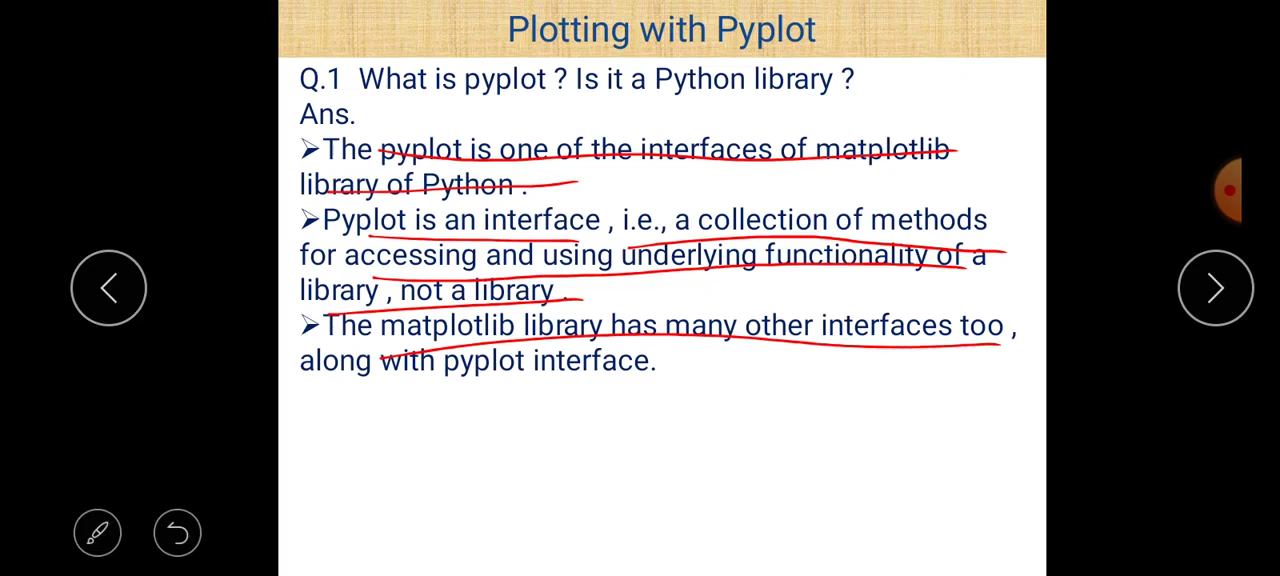 Plotting with Pyplot
Q.1 What is pyplot ? Is it a Python library ?
Ans.
➢The pyplot is one of the interfaces of matplotlib
library of Python .
➢Pyplot is an interface , i.e., a collection of methods
for accessing and using underlying functionality of a
library , not a library .
➢The matplotlib library has many other interfaces too ,
along with pyplot interface.